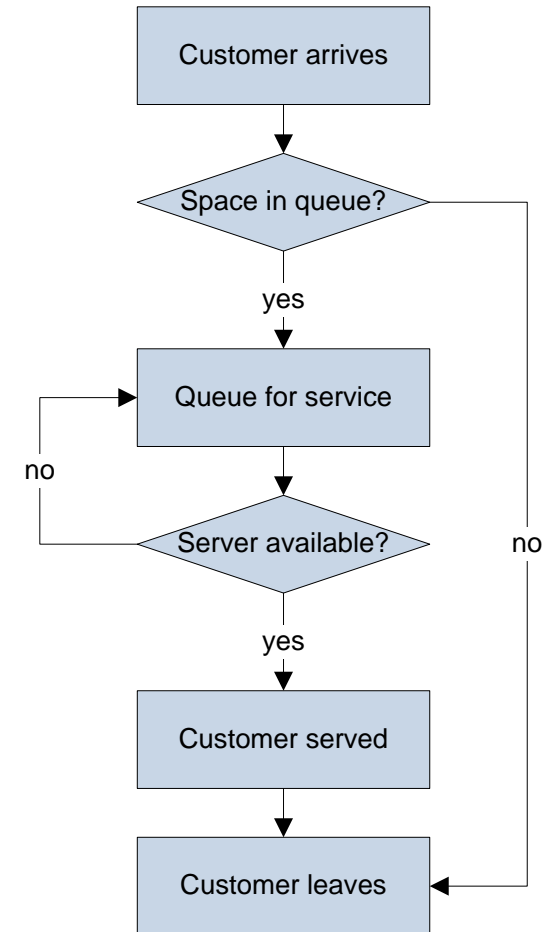 Customer arrives
Space in queue?
yes
Queue for service
no
Server available?
no
yes
Customer served
Customer leaves